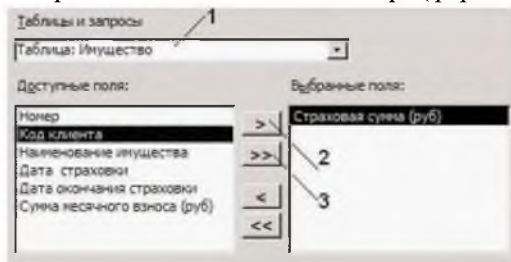 Таблицы и запросы
1
Таблица: Имущество
Доступные поля:
Выбранные поля:
Номер
Код клиента
Наименование имущества
Дата страховки
Дата окончания страховки
Сумма месячного взноса (руб)
>
>>
<
<<
Страховая сумма (руб)
2
3